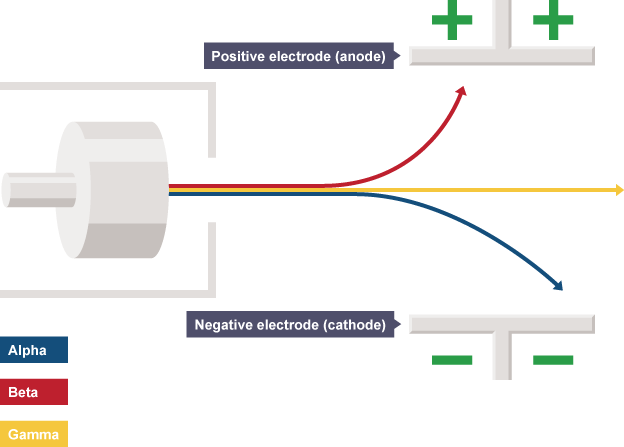 + +
Positive electrode (anode)
Negative electrode (cathode)
− −
Alpha
Beta
Gamma